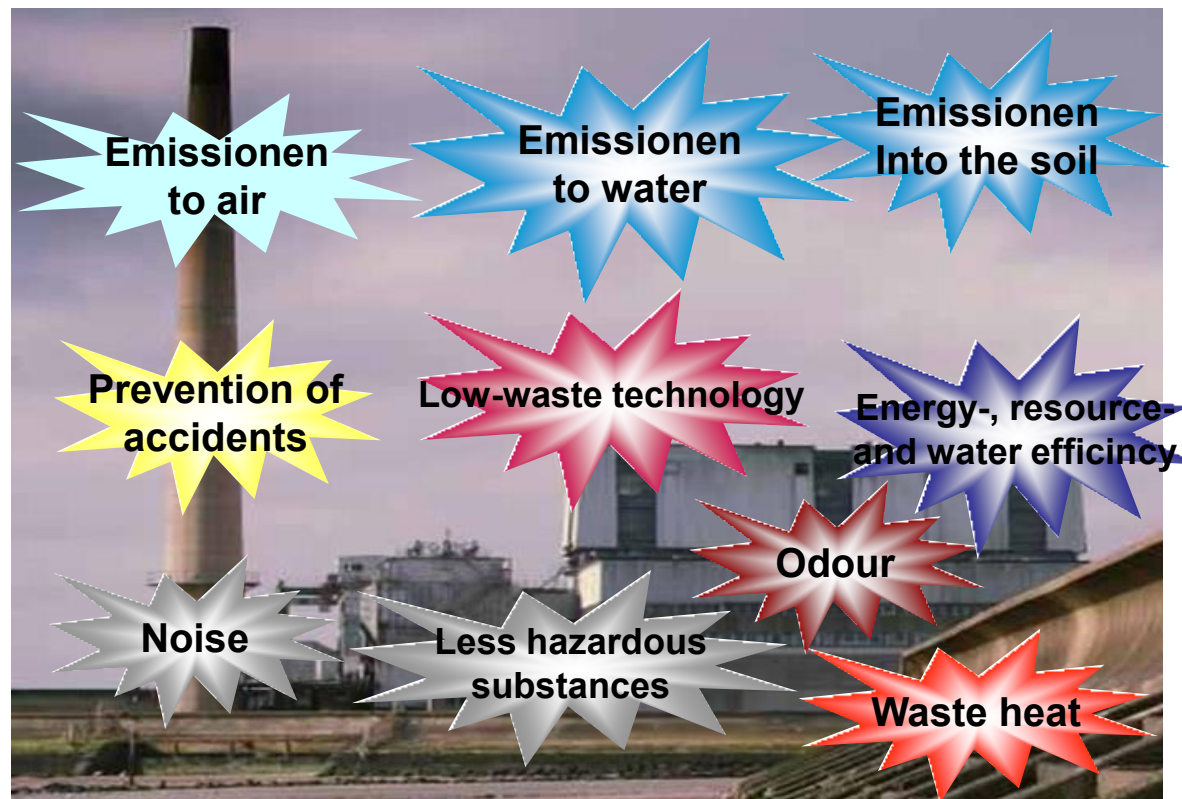 Emissionen
to air
Emissionen
to water
Emissionen
Into the soil
Prevention of
accidents
Low-waste technology
Energy-, resource-
and water efficincy
Odour
Noise
Less hazardous
substances
Waste heat